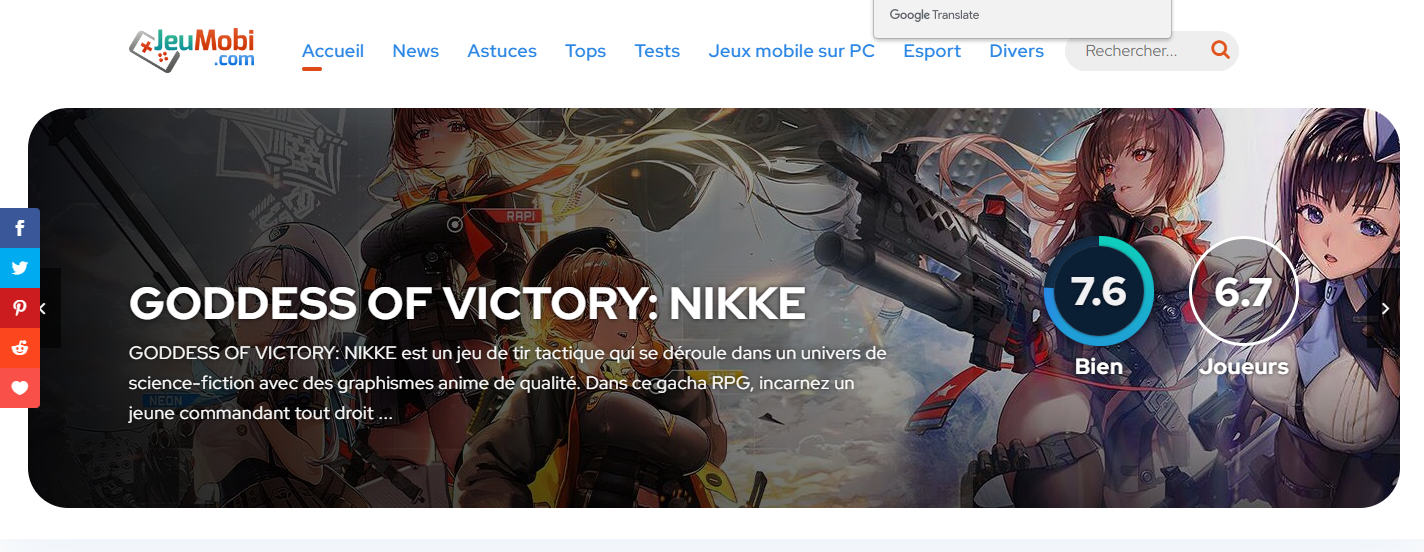 Google Translate
JeuMobi
.com
Accueil News Astuces Tops Tests Jeux mobile sur PC Esport Divers Rechercher...
RAPI
7.6 6.7
GODDESS OF VICTORY: NIKKE
GODDESS OF VICTORY: NIKKE est un jeu de tir tactique qui se déroule dans un univers de
Bien Joueurs
science-fiction avec des graphismes anime de qualité. Dans ce gacha RPG, incarnez un
NEON
jeune commandant tout droit ...